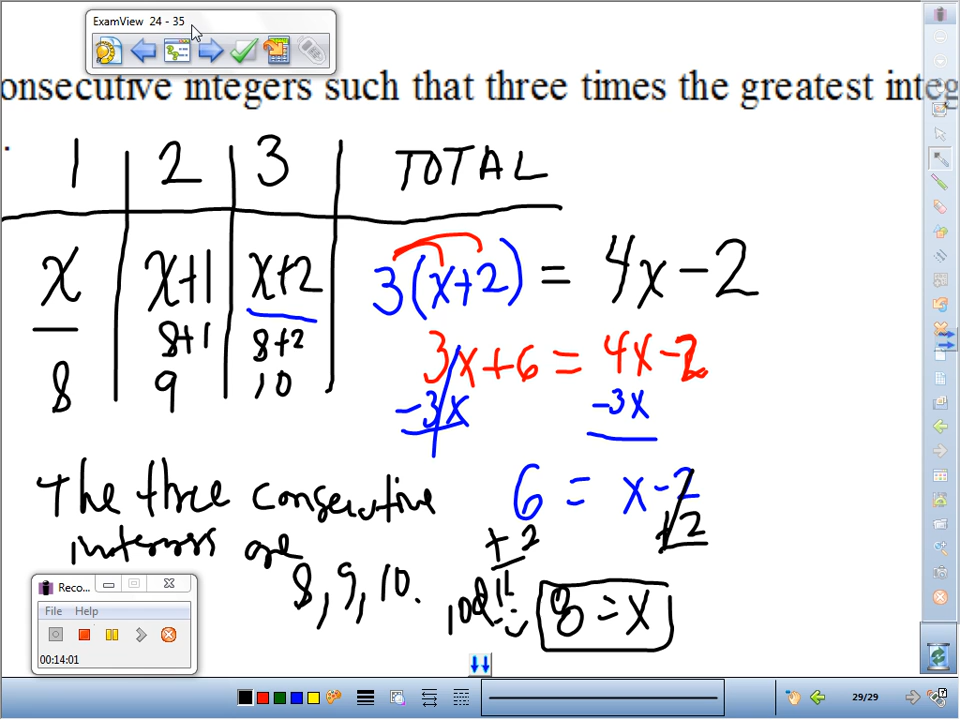 ExamView 24 - 35
onsecutive integers such that three times the greatest integ
1 2 3 TOTAL
x x+1 x+2 3(x+2) = 4x-2
8+1 8+2 3x+6 = 4x-2
8 9 10 -3x -3x
The three consecutive 6 = x-2
integers are +2 +2
8, 9, 10. 8=x
Reco...
File Help
00:14:01
29/29